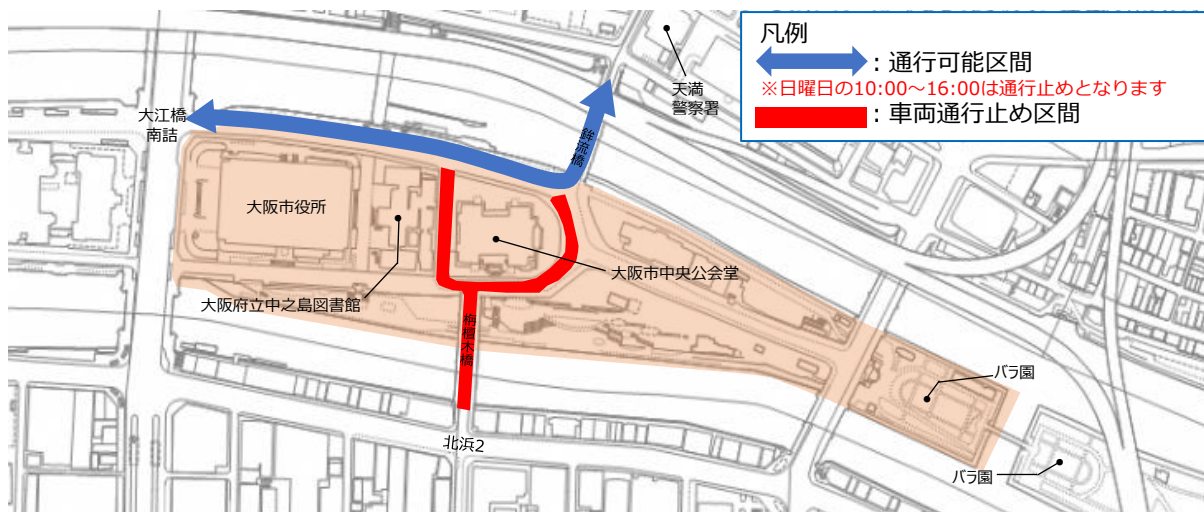 凡例
：通行可能区間
※日曜日の10:00～16:00は通行止めとなります
：車両通行止め区間
天満
警察署
大江橋
南詰
鉾流橋
大阪市役所
大阪市中央公会堂
大阪府立中之島図書館
栴檀木橋
バラ園
北浜2
バラ園